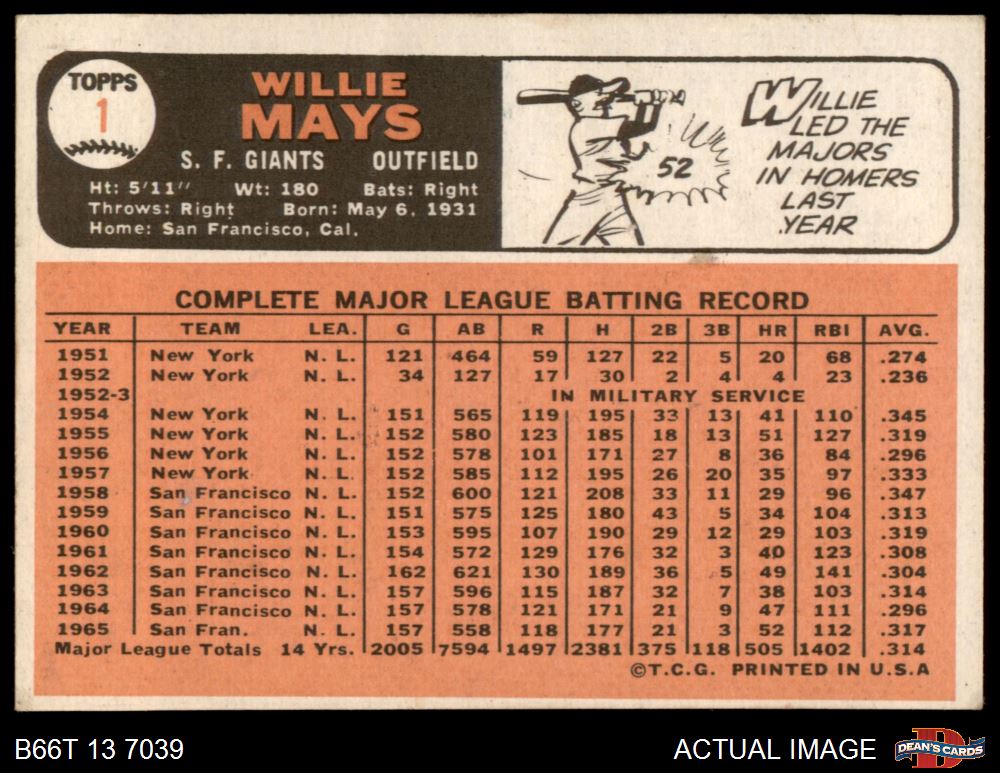 TOPPS
1
WILLIE
MAYS
S. F. GIANTS OUTFIELD
Ht: 5'11" Wt: 180 Bats: Right
Throws: Right Born: May 6, 1931
Home: San Francisco, Cal.
52
WILLIE
LED THE
MAJORS
IN HOMERS
LAST
YEAR
COMPLETE MAJOR LEAGUE BATTING RECORD
YEAR TEAM LEA. G AB R H 2B 3B HR RBI AVG.
1951 New York N. L. 121 464 59 127 22 5 20 68 .274
1952 New York N. L. 34 127 17 30 2 4 4 23 .236
1952-3 IN MILITARY SERVICE
1954 New York N. L. 151 565 119 195 33 13 41 110 .345
1955 New York N. L. 152 580 123 185 18 13 51 127 .319
1956 New York N. L. 152 578 101 171 27 8 36 84 .296
1957 New York N. L. 152 585 112 195 26 20 35 97 .333
1958 San Francisco N. L. 152 600 121 208 33 11 29 96 .347
1959 San Francisco N. L. 151 575 125 180 43 5 34 104 .313
1960 San Francisco N. L. 153 595 107 190 29 12 29 103 .319
1961 San Francisco N. L. 154 572 129 176 32 3 40 123 .308
1962 San Francisco N. L. 162 621 130 189 36 5 49 141 .304
1963 San Francisco N. L. 157 596 115 187 32 7 38 103 .314
1964 San Francisco N. L. 157 578 121 171 21 9 47 111 .296
1965 San Fran. N. L. 157 558 118 177 21 3 52 112 .317
Major League Totals 14 Yrs. 2005 7594 1497 2381 375 118 505 1402 .314
©T.C.G. PRINTED IN U.S.A
B66T 13 7039
ACTUAL IMAGE
D
DEAN'S CARDS